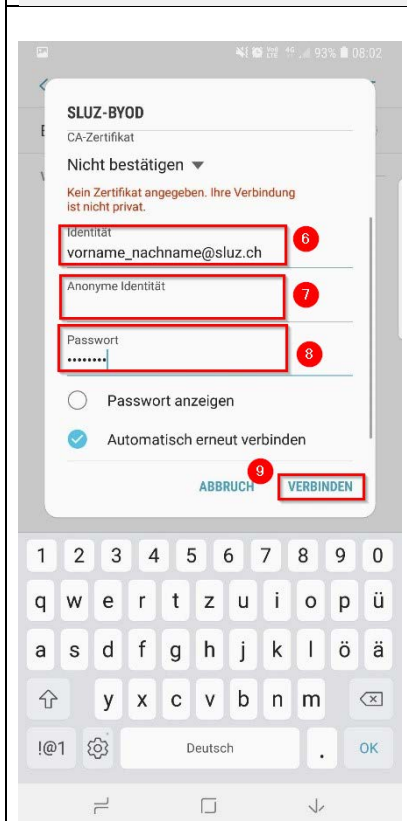 93% 08:02
SLUZ-BYOD
CA-Zertifikat
Nicht bestätigen
Kein Zertifikat angegeben. Ihre Verbindung
ist nicht privat.
Identität
vorname_nachname@sluz.ch
6
Anonyme Identität
7
Passwort
••••••••
8
Passwort anzeigen
Automatisch erneut verbinden
9
ABBRUCH VERBINDEN
1 2 3 4 5 6 7 8 9 0
q w e r t z u i o p ü
a s d f g h j k l ö ä
y x c v b n m
!@1 Deutsch . OK